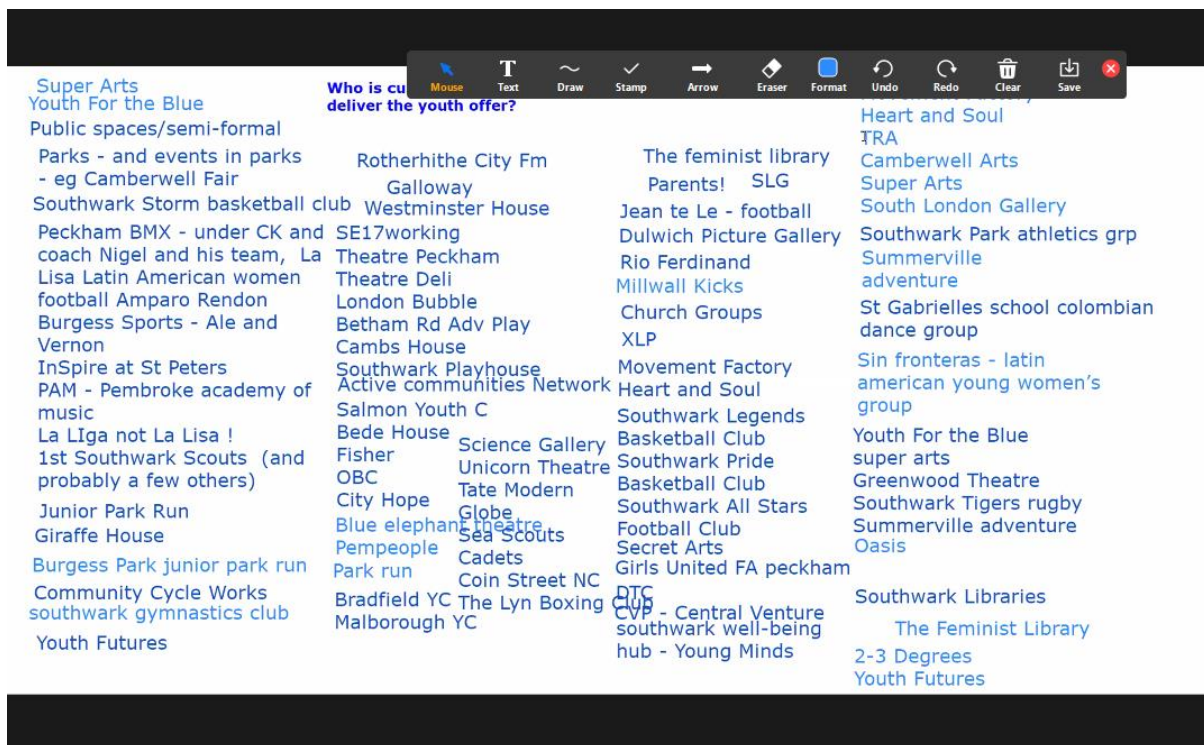 Mouse
Text
Draw
Stamp
Arrow
Eraser
Format
Undo
Redo
Clear
Save
Who is
deliver the youth offer?
Super Arts
Youth For the Blue
Public spaces/semi-formal
Parks - and events in parks
- eg Camberwell Fair
Southwark Storm basketball club
Peckham BMX - under CK and
coach Nigel and his team, La
Lisa Latin American women
football Amparo Rendon
Burgess Sports - Ale and
Vernon
InSpire at St Peters
PAM - Pembroke academy of
music
La LIga not La Lisa !
1st Southwark Scouts (and
probably a few others)
Junior Park Run
Giraffe House
Burgess Park junior park run
Community Cycle Works
southwark gymnastics club
Youth Futures
Rotherhithe City Fm
Galloway
Westminster House
SE17working
Theatre Peckham
Theatre Deli
London Bubble
Betham Rd Adv Play
Cambs House
Southwark Playhouse
Active communities Network
Salmon Youth C
Bede House
Fisher
OBC
City Hope
Blue elephant theatre
Pempeople
Park run
Bradfield YC
Malborough YC
Science Gallery
Unicorn Theatre
Tate Modern
Globe
Sea Scouts
Cadets
Coin Street NC
The Lyn Boxing Club
The feminist library
Parents!
SLG
Jean te Le - football
Dulwich Picture Gallery
Rio Ferdinand
Millwall Kicks
Church Groups
XLP
Movement Factory
Heart and Soul
Southwark Legends
Basketball Club
Southwark Pride
Basketball Club
Southwark All Stars
Football Club
Secret Arts
Girls United FA peckham
DTC
CVP - Central Venture
southwark well-being
hub - Young Minds
Heart and Soul
TRA
Camberwell Arts
Super Arts
South London Gallery
Southwark Park athletics grp
Summerville
adventure
St Gabrielles school colombian
dance group
Sin fronteras - latin
american young women's
group
Youth For the Blue
super arts
Greenwood Theatre
Southwark Tigers rugby
Summerville adventure
Oasis
Southwark Libraries
The Feminist Library
2-3 Degrees
Youth Futures